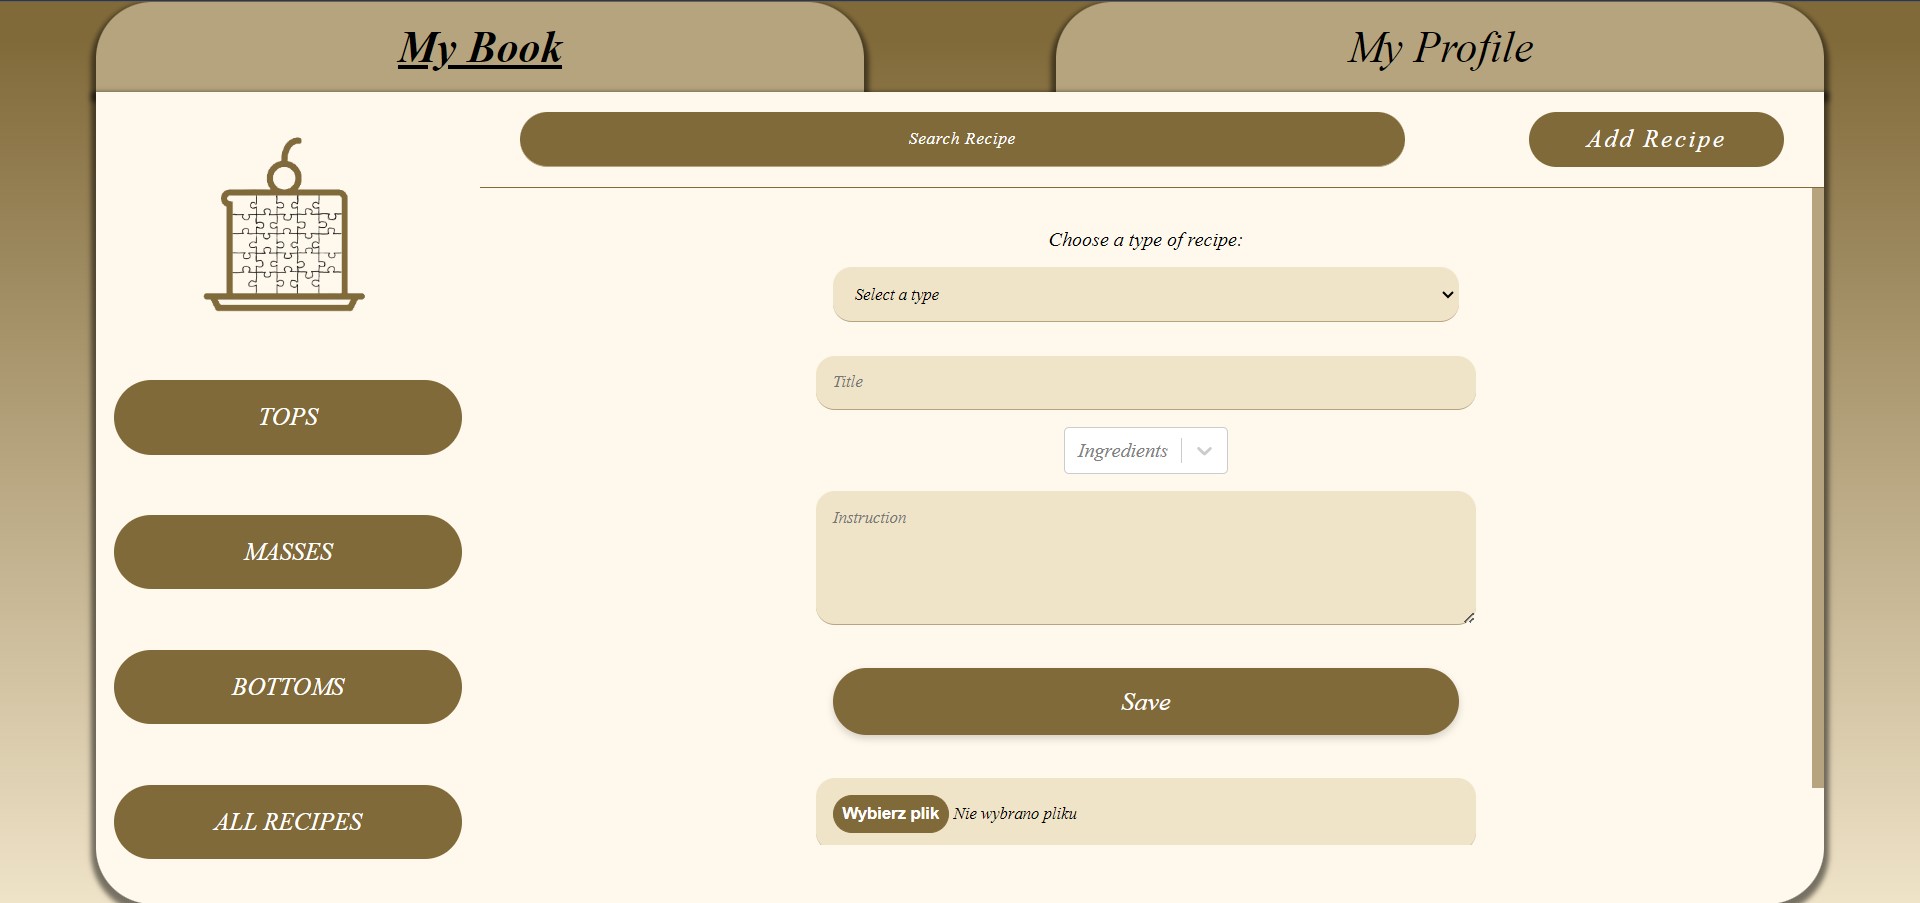 My Book
My Profile
Search Recipe
Add Recipe
Choose a type of recipe:
Select a type
Title
Ingredients
Instruction
Save
Wybierz plik Nie wybrano pliku
TOPS
MASSES
BOTTOMS
ALL RECIPES